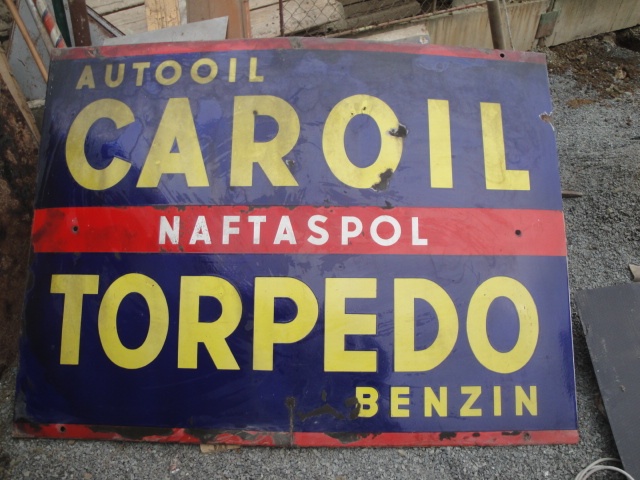 AUTOOIL
CAROIL
NAFTASPOL
TORPEDO
BENZIN